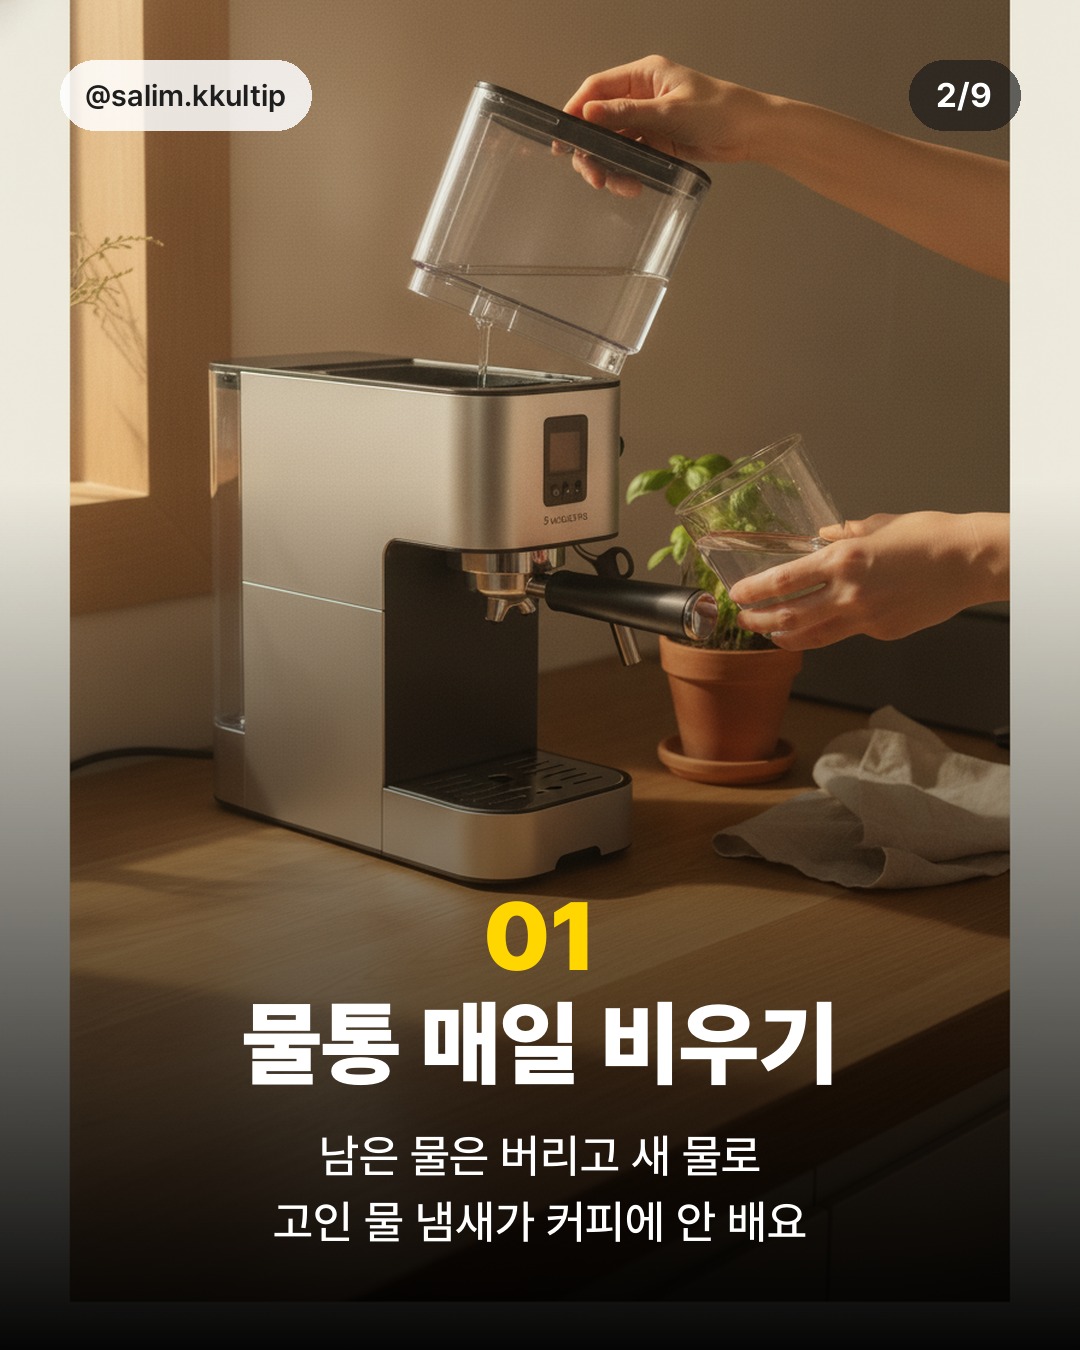 @salim.kkultip
2/9
01
물통 매일 비우기
남은 물은 버리고 새 물로
고인 물 냄새가 커피에 안 배요